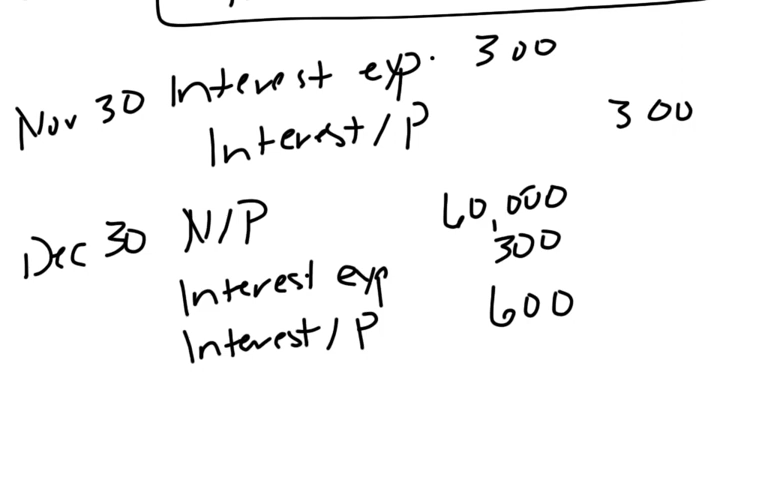 Nov 30 Interest exp. 300
Interest/P 300
Dec 30 N/P 60,000
Interest exp 300
Interest/P 600